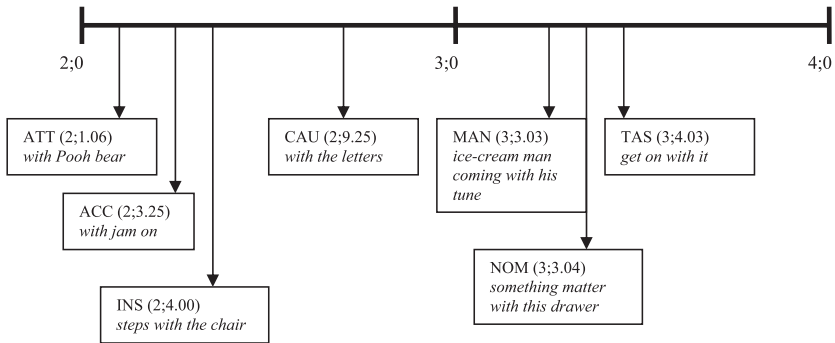 2;0
3;0
4;0
ATT (2;1.06)
with Pooh bear
CAU (2;9.25)
with the letters
MAN (3;3.03)
ice-cream man
coming with his
tune
TAS (3;4.03)
get on with it
ACC (2;3.25)
with jam on
NOM (3;3.04)
something matter
with this drawer
INS (2;4.00)
steps with the chair